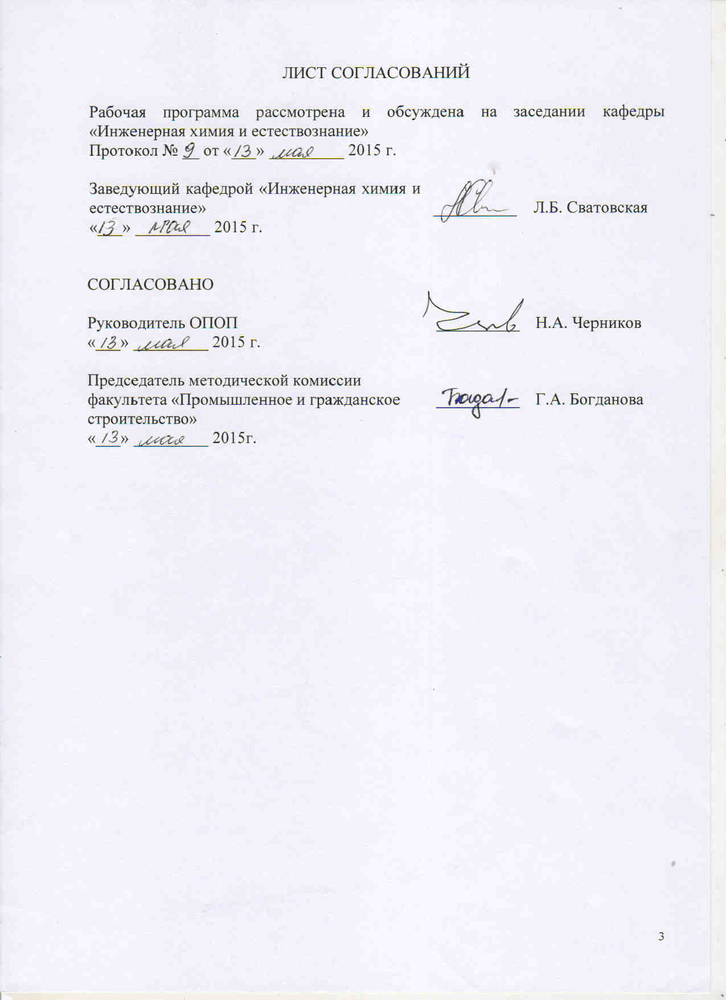 ЛИСТ СОГЛАСОВАНИЙ
Рабочая программа рассмотрена и обсуждена на заседании кафедры
«Инженерная химия и естествознание»
Протокол № 9 от «13» мая 2015 г.
Заведующий кафедрой «Инженерная химия и
естествознание» Л.Б. Сватовская
«13» мая 2015 г.
СОГЛАСОВАНО
Руководитель ОПОП Н.А. Черников
«13» мая 2015 г.
Председатель методической комиссии
факультета «Промышленное и гражданское Г.А. Богданова
строительство»
«13» мая 2015г.
3